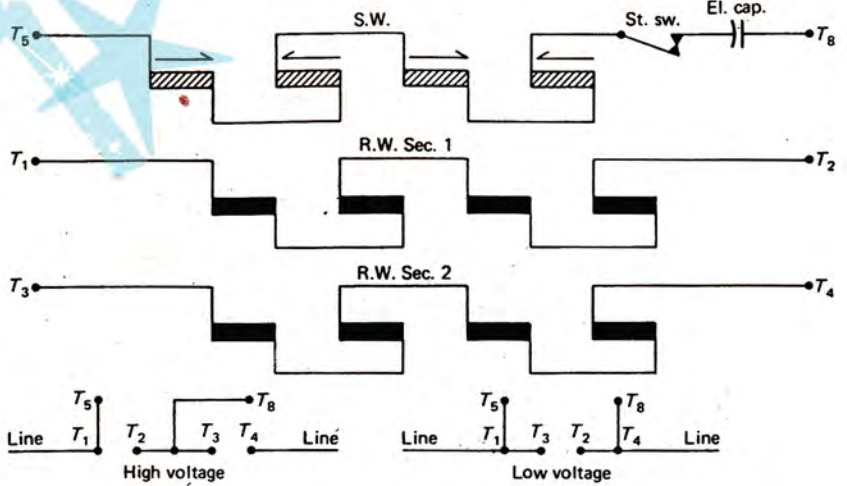 S.W.
St. sw.
El. cap.
T5
T8
R.W. Sec. 1
T1
T2
R.W. Sec. 2
T3
T4
T5
T8
T5
T8
Line T1 T2 T3 T4 Line
Line T1 T3 T2 T4 Line
High voltage
Low voltage